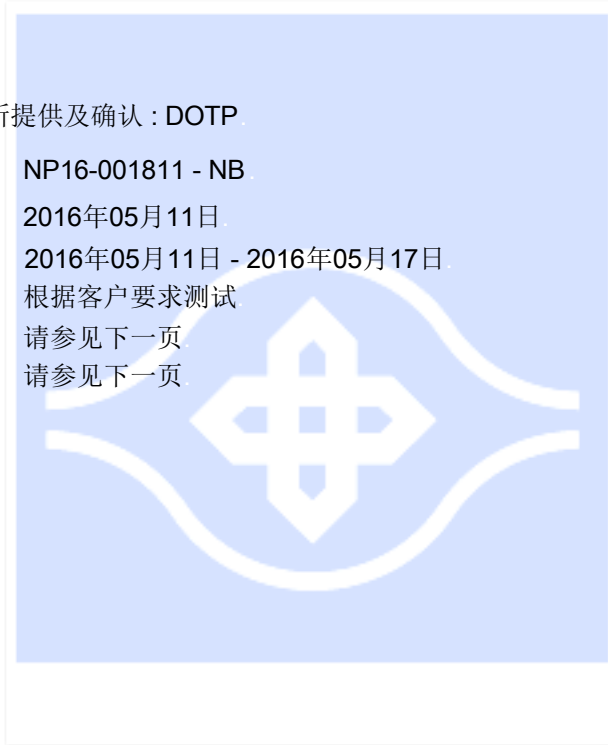 所提供及确认 : DOTP.
NP16-001811 - NB.
2016年05月11日.
2016年05月11日 - 2016年05月17日.
根据客户要求测试.
请参见下一页.
请参见下一页.